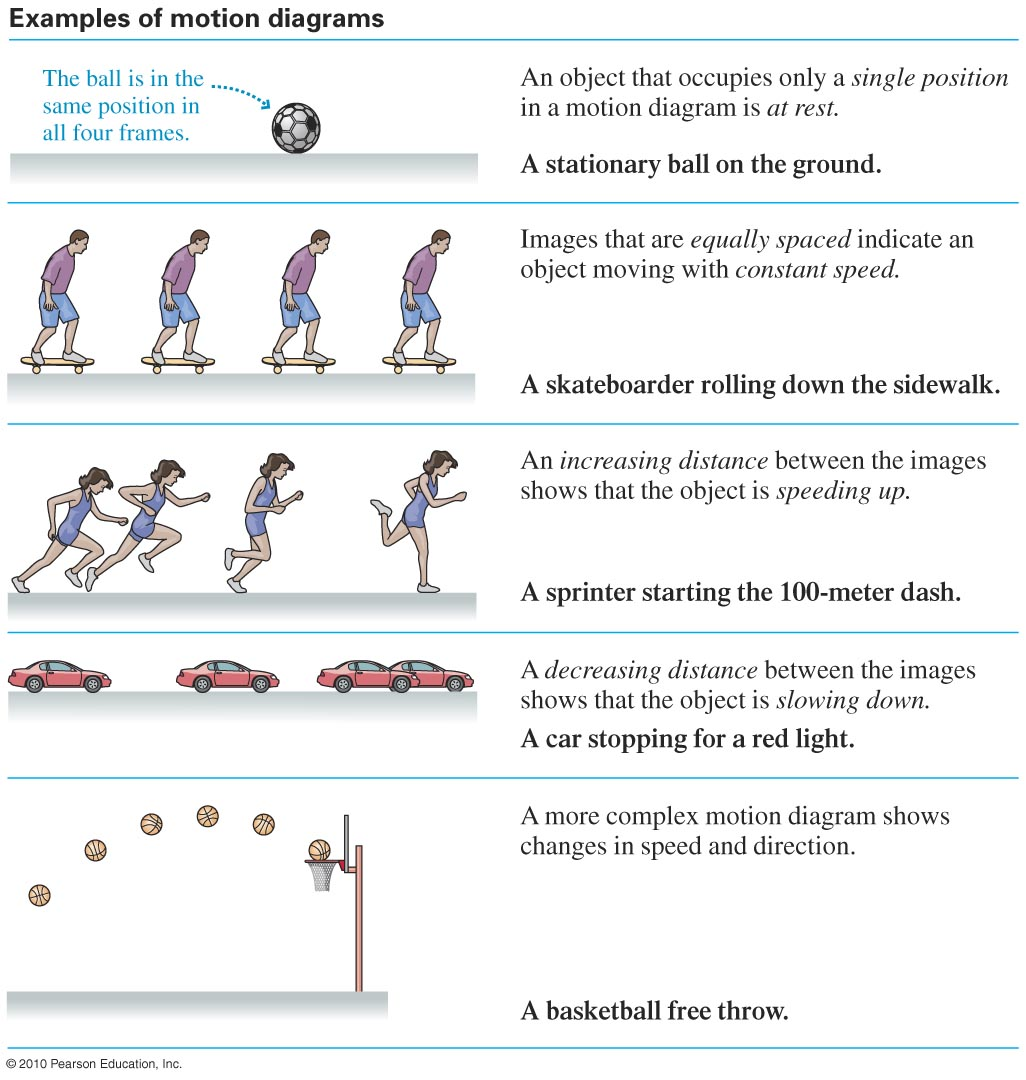 Examples of motion diagrams
The ball is in the
same position in
all four frames.
An object that occupies only a single position
in a motion diagram is at rest.
A stationary ball on the ground.
Images that are equally spaced indicate an
object moving with constant speed.
A skateboarder rolling down the sidewalk.
An increasing distance between the images
shows that the object is speeding up.
A sprinter starting the 100-meter dash.
A decreasing distance between the images
shows that the object is slowing down.
A car stopping for a red light.
A more complex motion diagram shows
changes in speed and direction.
A basketball free throw.
© 2010 Pearson Education, Inc.